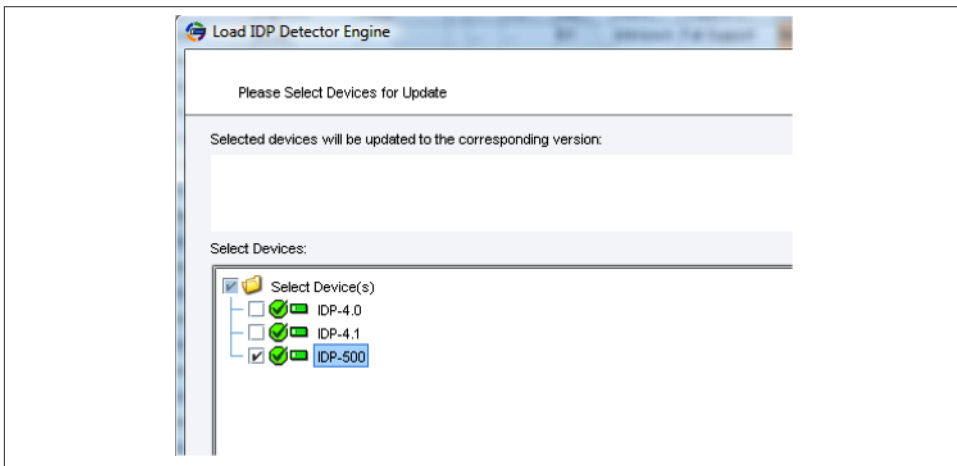 Load IDP Detector Engine
Please Select Devices for Update
Selected devices will be updated to the corresponding version:
Select Devices:
Select Device(s)
IDP-4.0
IDP-4.1
IDP-500